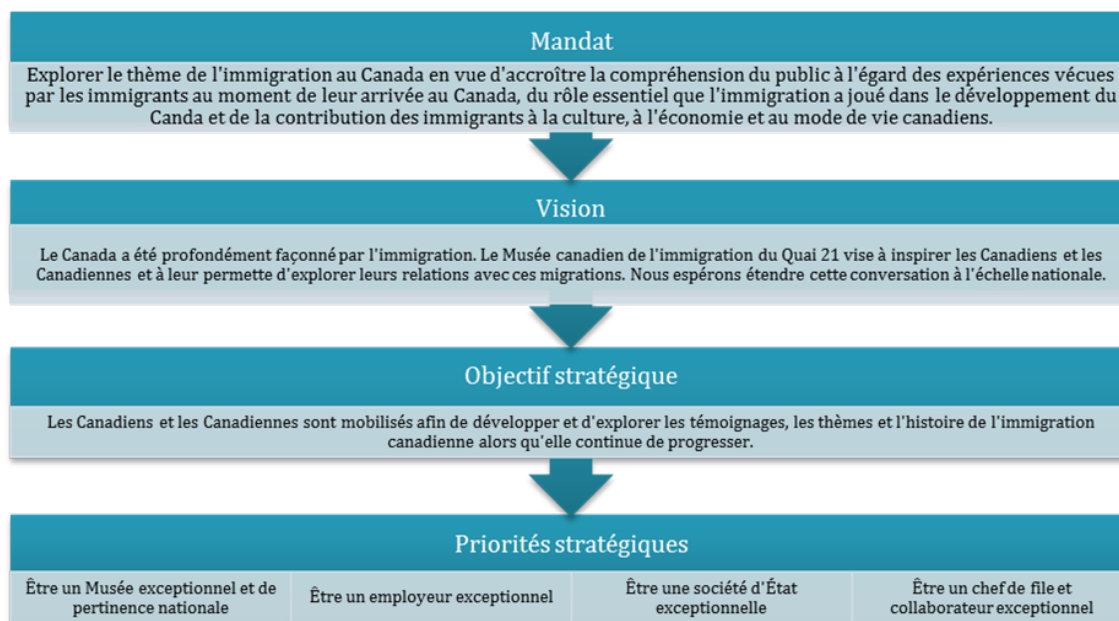 Mandat
Explorer le thème de l'immigration au Canada en vue d'accroître la compréhension du public à l'égard des expériences vécues
par les immigrants au moment de leur arrivée au Canada, du rôle essentiel que l'immigration a joué dans le développement du
Canda et de la contribution des immigrants à la culture, à l'économie et au mode de vie canadiens.
Vision
Le Canada a été profondément façonné par l'immigration. Le Musée canadien de l'immigration du Quai 21 vise à inspirer les Canadiens et les
Canadiennes et à leur permette d'explorer leurs relations avec ces migrations. Nous espérons étendre cette conversation à l'échelle nationale.
Objectif stratégique
Les Canadiens et les Canadiennes sont mobilisés afin de développer et d'explorer les témoignages, les thèmes et l'histoire de l'immigration
canadienne alors qu'elle continue de progresser.
Priorités stratégiques
Être un Musée exceptionnel et de
pertinence nationale
Être un employeur exceptionnel
Être une société d'État
exceptionnelle
Être un chef de file et
collaborateur exceptionnel